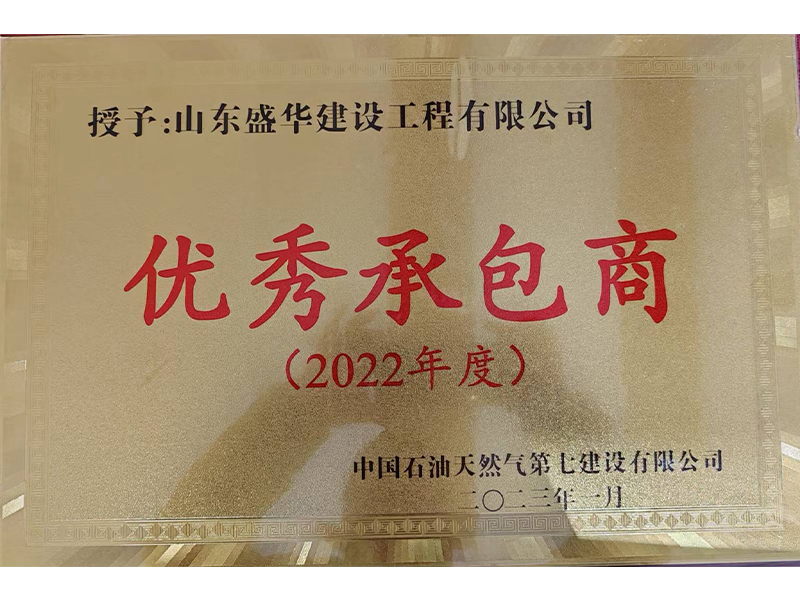 授予:山东盛华建设工程有限公司
优秀承包商
（2022年度）
中国石油天然气第七建设有限公司
二〇二三年一月